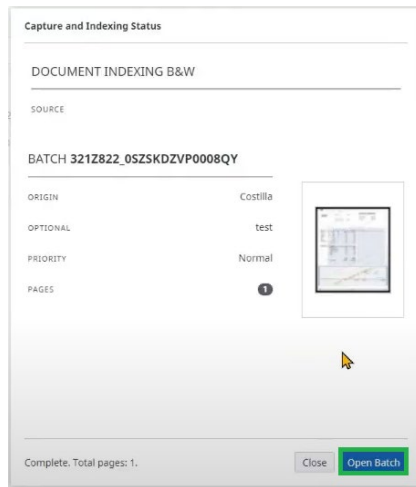 Capture and Indexing Status
DOCUMENT INDEXING B&W
SOURCE
BATCH 321Z822_0SZSKDZVP0008QY
ORIGIN Costilla
OPTIONAL test
PRIORITY Normal
PAGES 1
Complete. Total pages: 1. Close Open Batch